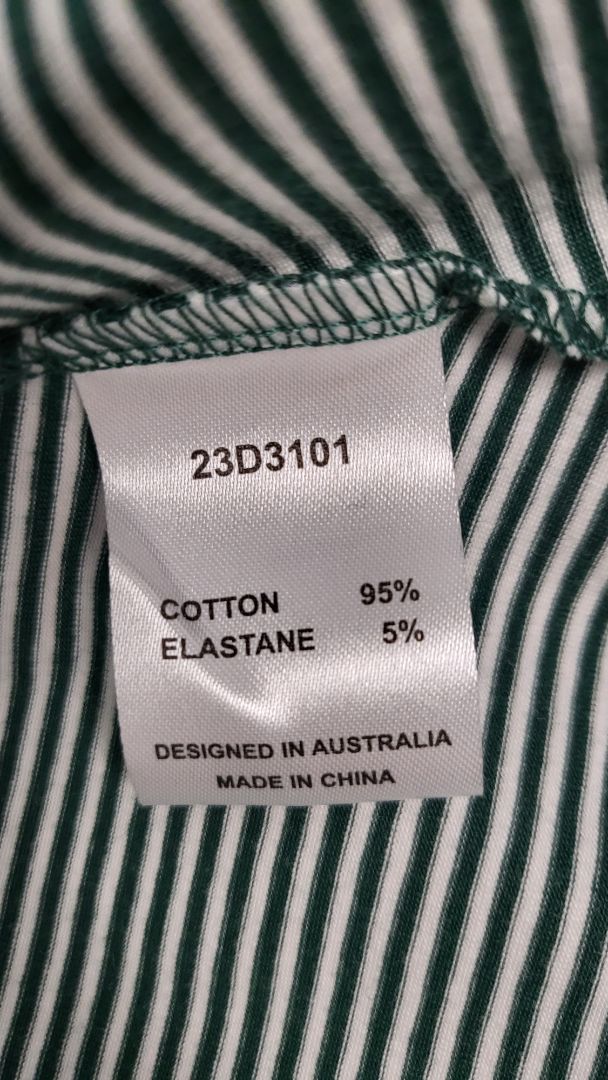 23D3101
COTTON 95%
ELASTANE 5%
DESIGNED IN AUSTRALIA
MADE IN CHINA